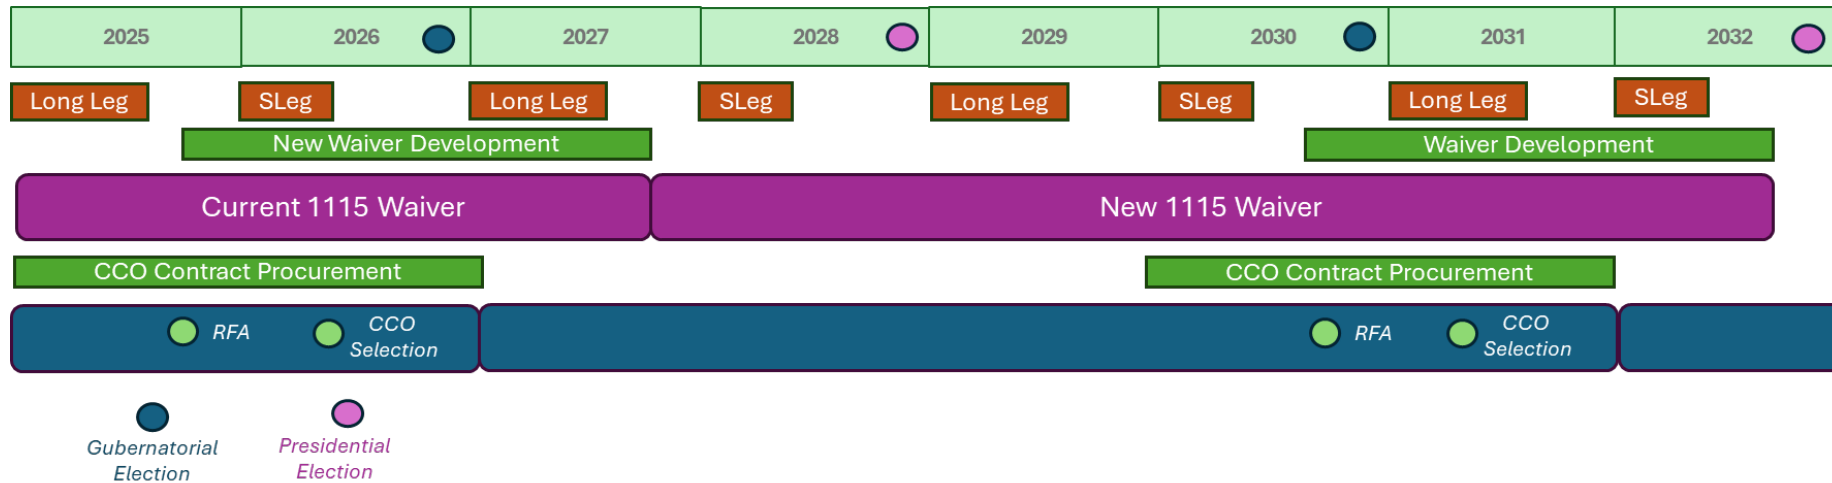 2025 2026 2027 2028 2029 2030 2031 2032
Long Leg SLeg Long Leg SLeg Long Leg SLeg Long Leg SLeg
New Waiver Development Waiver Development
Current 1115 Waiver New 1115 Waiver
CCO Contract Procurement CCO Contract Procurement
RFA CCO
Selection RFA CCO
Selection
Gubernatorial
Election
Presidential
Election